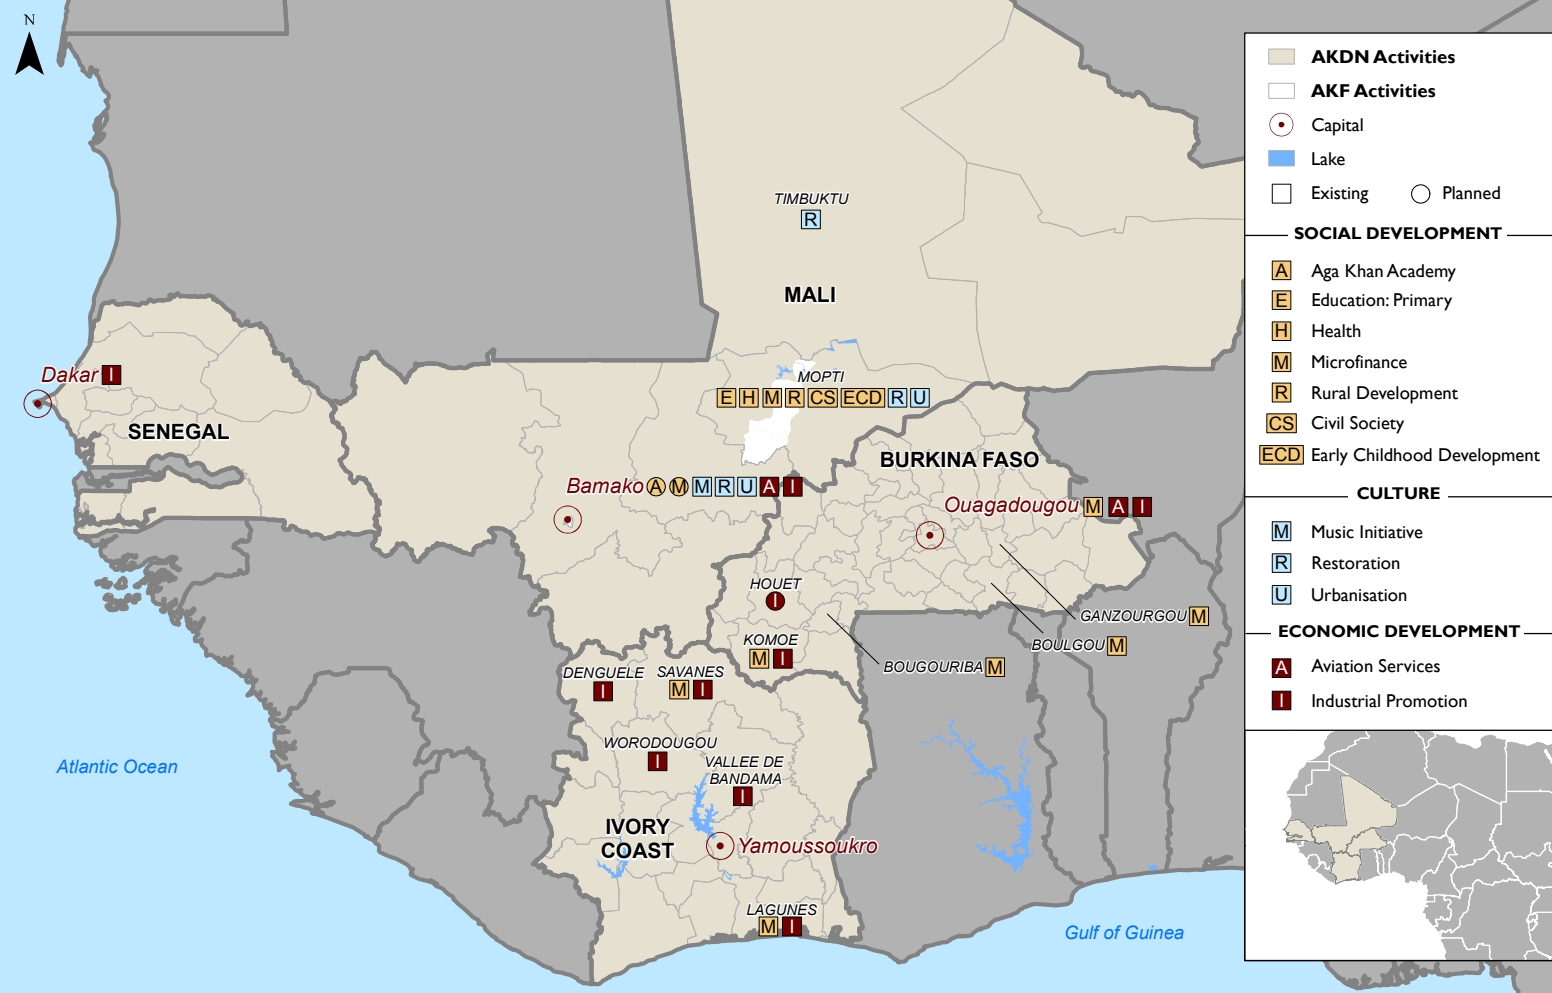 N
AKDN Activities
AKF Activities
Capital
Lake
Existing
Planned
SOCIAL DEVELOPMENT
A Aga Khan Academy
E Education: Primary
H Health
M Microfinance
R Rural Development
CS Civil Society
ECD Early Childhood Development
CULTURE
M Music Initiative
R Restoration
U Urbanisation
ECONOMIC DEVELOPMENT
A Aviation Services
I Industrial Promotion
TIMBUKTU
R
MALI
MOPTI
E H M R CS ECD R U
Dakar I
SENEGAL
BURKINA FASO
Bamako A M M R U A I
Ouagadougou M A I
HOUET
I
KOMOE
M I
GANZOURGOU M
BOULGOU M
BOUGOURIBA M
DENGUELE
I
SAVANES
M I
WORODOUGOU
I
VALLEE DE
BANDAMA
I
IVORY
COAST
Yamoussoukro
LAGUNES
M I
Atlantic Ocean
Gulf of Guinea